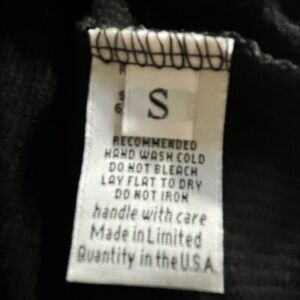 S
RECOMMENDED
HAND WASH COLD
DO NOT BLEACH
LAY FLAT TO DRY
DO NOT IRON
handle with care
Made in Limited
Quantity in the U.S.A.